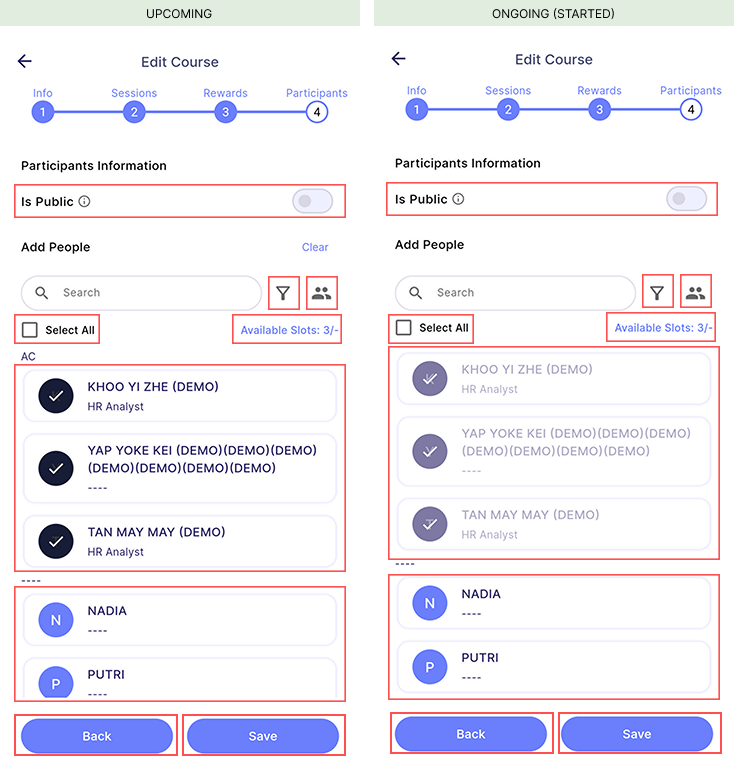 UPCOMING
Edit Course
Info
Sessions
Rewards
Participants
1
2
3
4
Participants Information
Is Public
Add People
Clear
Search
Select All
Available Slots: 3/-
AC
KHOO YI ZHE (DEMO)
HR Analyst
YAP YOKE KEI (DEMO)(DEMO)(DEMO)
(DEMO)(DEMO)(DEMO)(DEMO)
----
TAN MAY MAY (DEMO)
HR Analyst
----
N
NADIA
----
P
PUTRI
----
Back
Save
ONGOING (STARTED)
Edit Course
Info
Sessions
Rewards
Participants
1
2
3
4
Participants Information
Is Public
Add People
Search
Select All
Available Slots: 3/-
KHOO YI ZHE (DEMO)
HR Analyst
YAP YOKE KEI (DEMO)(DEMO)(DEMO)
(DEMO)(DEMO)(DEMO)(DEMO)
----
TAN MAY MAY (DEMO)
HR Analyst
----
N
NADIA
----
P
PUTRI
----
Back
Save